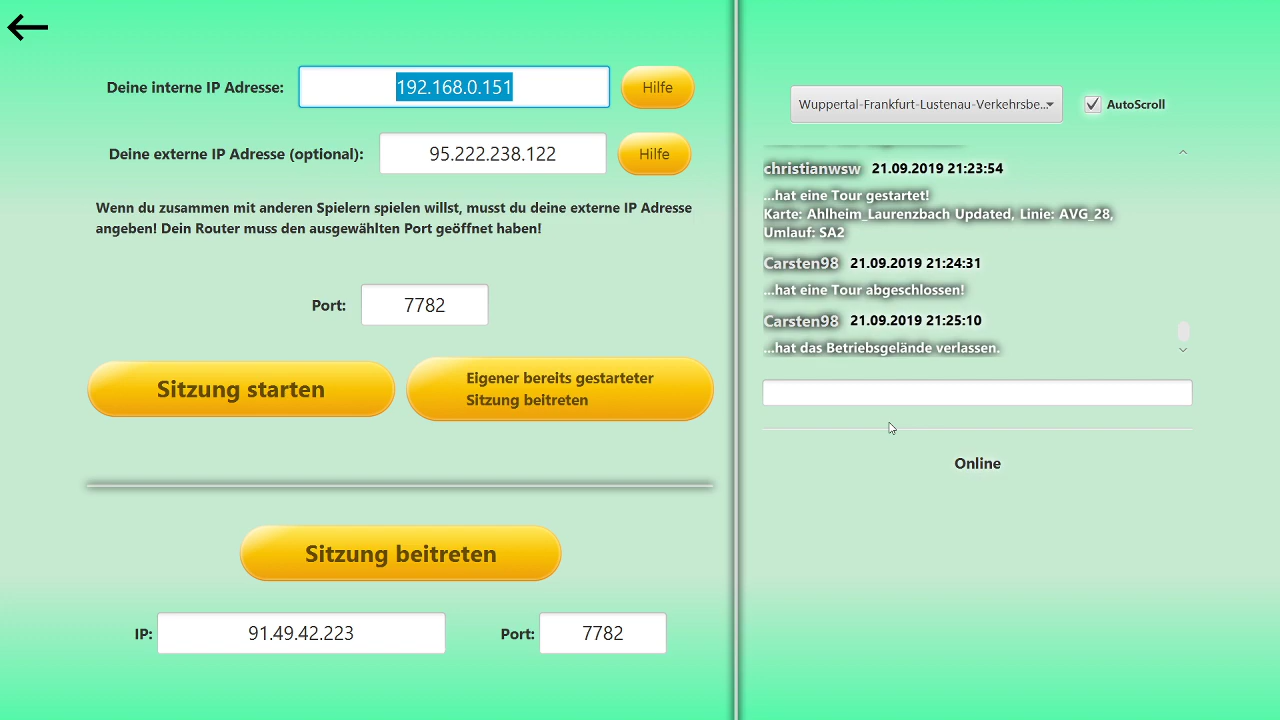 Deine interne IP Adresse: 192.168.0.151 Hilfe
Deine externe IP Adresse (optional): 95.222.238.122 Hilfe
Wenn du zusammen mit anderen Spielern spielen willst, musst du deine externe IP Adresse
angeben! Dein Router muss den ausgewählten Port geöffnet haben!
Port: 7782
Sitzung starten
Eigener bereits gestarteter
Sitzung beitreten
Sitzung beitreten
IP: 91.49.42.223 Port: 7782
Wuppertal-Frankfurt-Lustenau-Verkehrsbe... AutoScroll
christianwsw 21.09.2019 21:23:54
...hat eine Tour gestartet!
Karte: Ahlheim_Laurenzbach Updated, Linie: AVG_28,
Umlauf: SA2
Carsten98 21.09.2019 21:24:31
...hat eine Tour abgeschlossen!
Carsten98 21.09.2019 21:25:10
...hat das Betriebsgelände verlassen.
Online